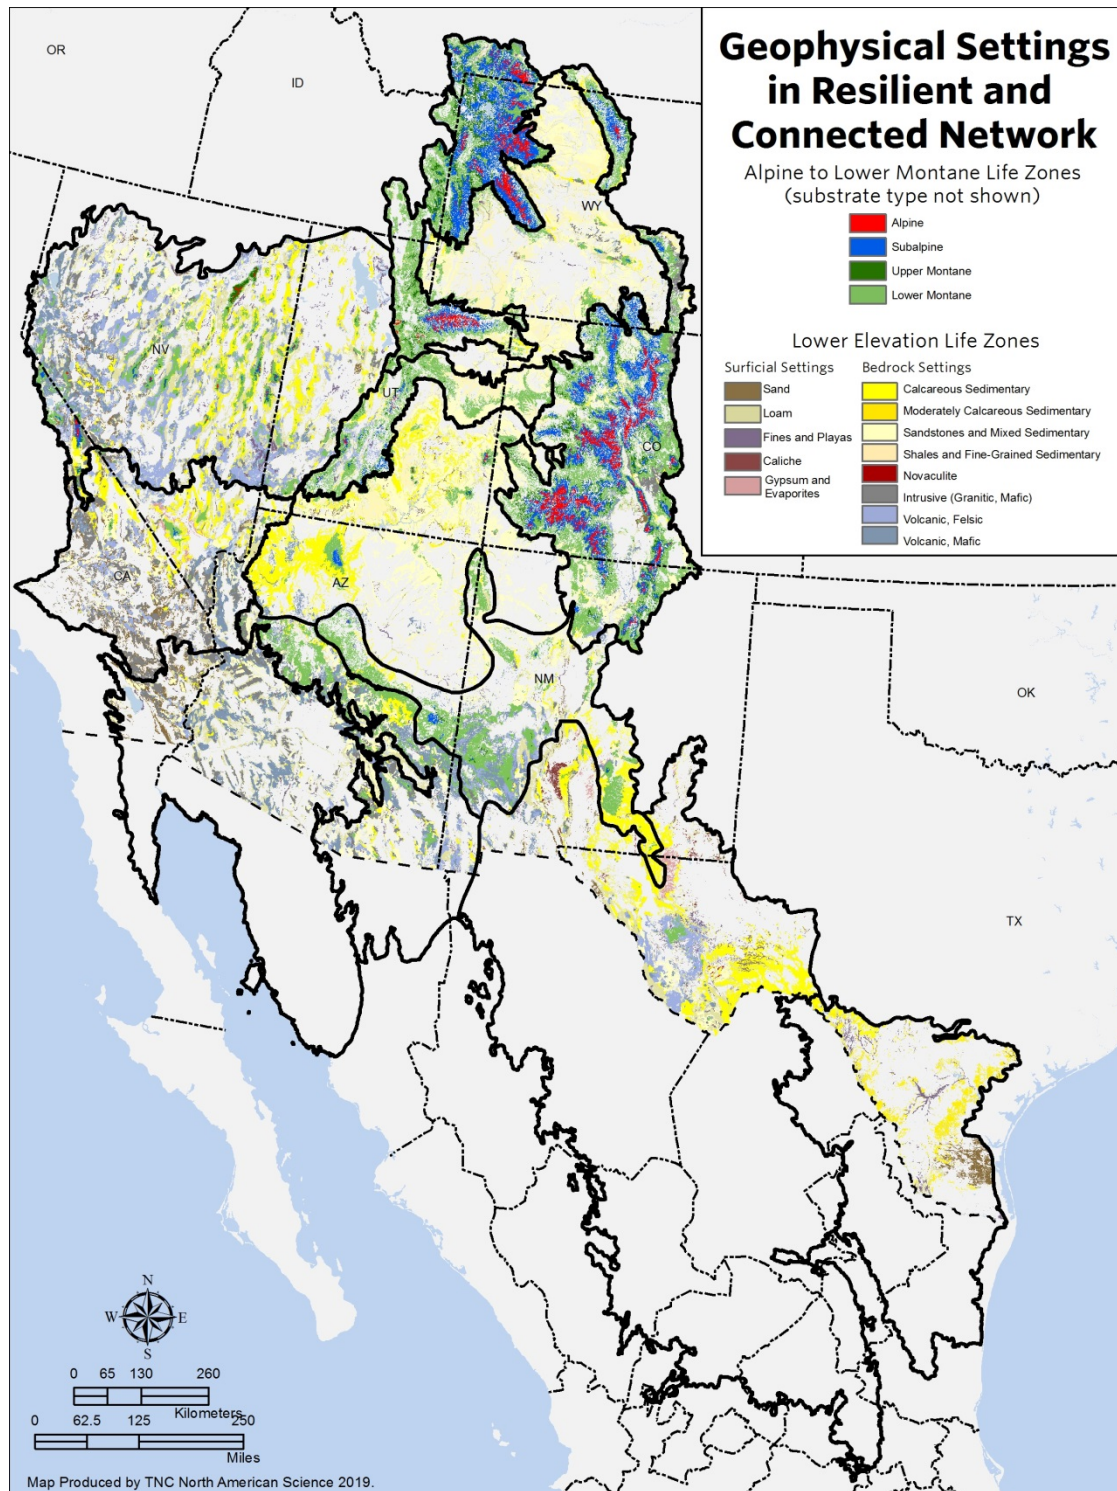 Geophysical Settings
in Resilient and
Connected Network
Alpine to Lower Montane Life Zones
(substrate type not shown)
Alpine
Subalpine
Upper Montane
Lower Montane
Lower Elevation Life Zones
Surficial Settings
Sand
Loam
Fines and Playas
Caliche
Gypsum and
Evaporites
Bedrock Settings
Calcareous Sedimentary
Moderately Calcareous Sedimentary
Sandstones and Mixed Sedimentary
Shales and Fine-Grained Sedimentary
Novaculite
Intrusive (Granitic, Mafic)
Volcanic, Felsic
Volcanic, Mafic
OR
ID
WY
NV
UT
CO
CA
AZ
NM
OK
TX
N
W E
S
0 65 130 260
Kilometers
0 62.5 125 250
Miles
Map Produced by TNC North American Science 2019.